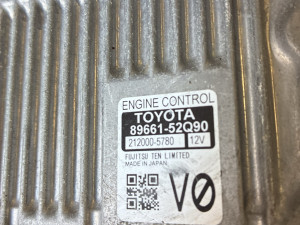 ENGINE CONTROL
TOYOTA
89661-52Q90
212000-5780 12V
FUJITSU TEN LIMITED
MADE IN JAPAN
V0